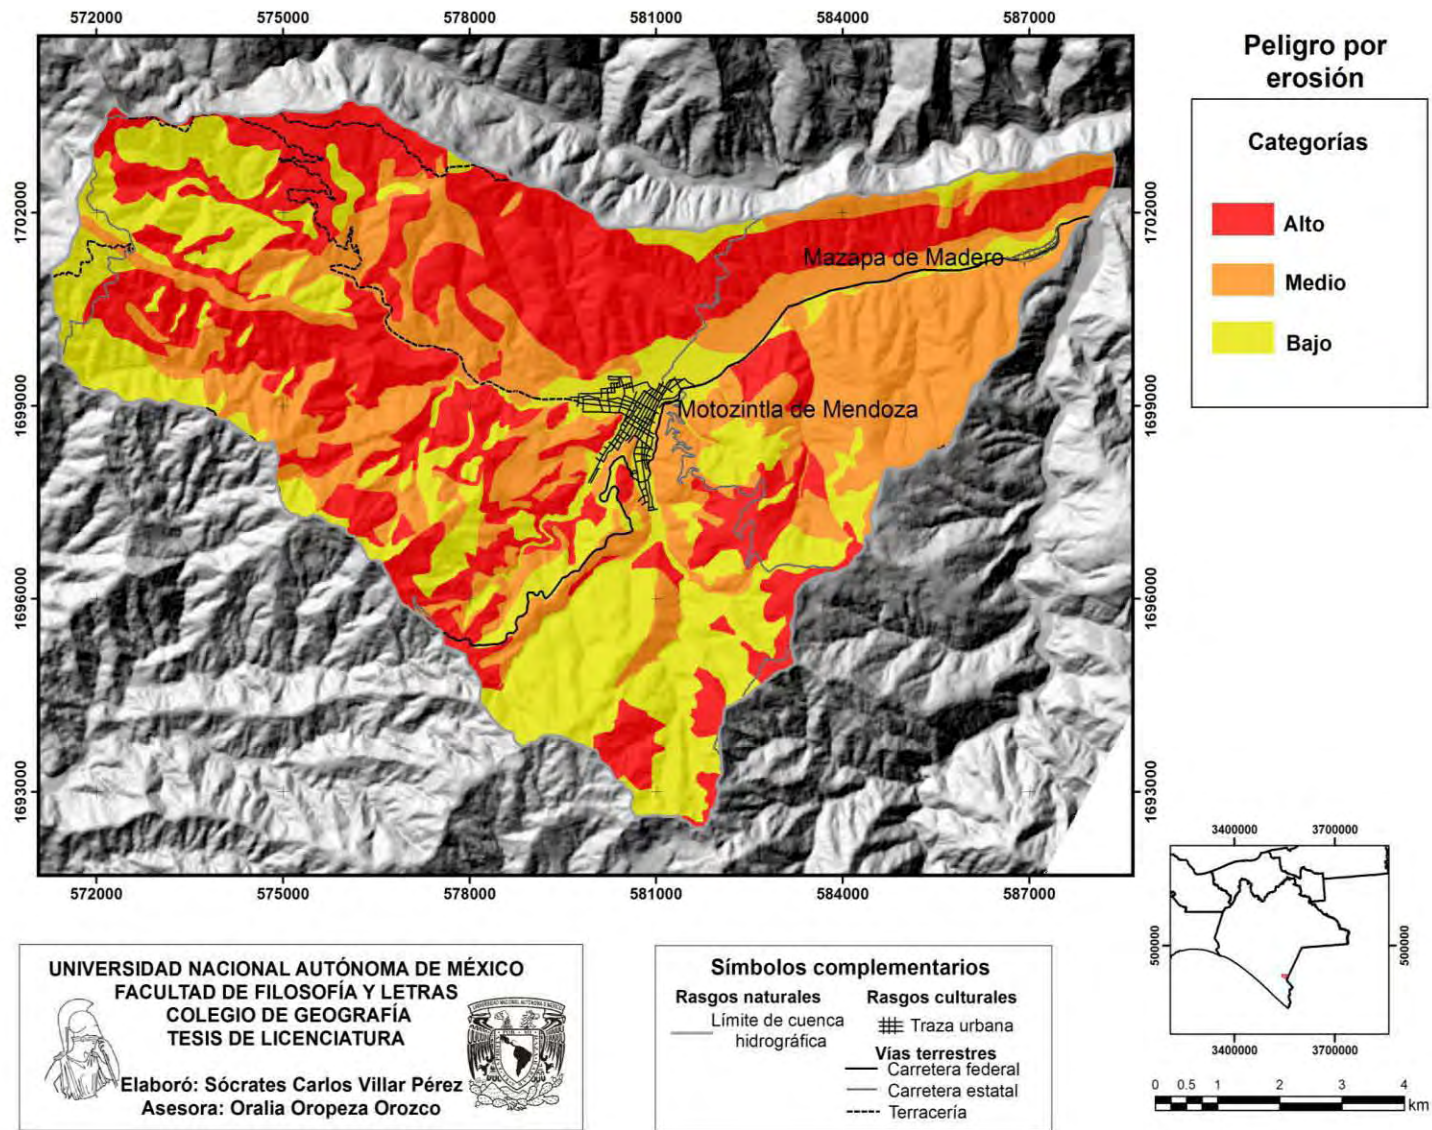 572000 575000 578000 581000 584000 587000
Peligro por
erosión
Categorías
Alto
Medio
Bajo
1702000
1699000
1696000
1693000
1702000
1699000
1696000
1693000
Mazapa de Madero
Motozintla de Mendoza
572000 575000 578000 581000 584000 587000
UNIVERSIDAD NACIONAL AUTÓNOMA DE MÉXICO
FACULTAD DE FILOSOFÍA Y LETRAS
COLEGIO DE GEOGRAFÍA
TESIS DE LICENCIATURA
Elaboró: Sócrates Carlos Villar Pérez
Asesora: Oralia Oropeza Orozco
Símbolos complementarios
Rasgos naturales
Límite de cuenca
hidrográfica
Rasgos culturales
Traza urbana
Vías terrestres
Carretera federal
Carretera estatal
Terracería
3400000 3700000
500000
500000
3400000 3700000
0 0.5 1 2 3 4
km